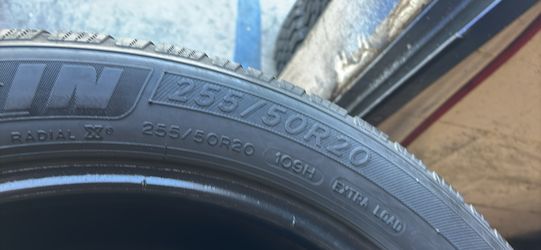 IN 255/50R20
RADIAL X® 255/50R20 109H EXTRA LOAD